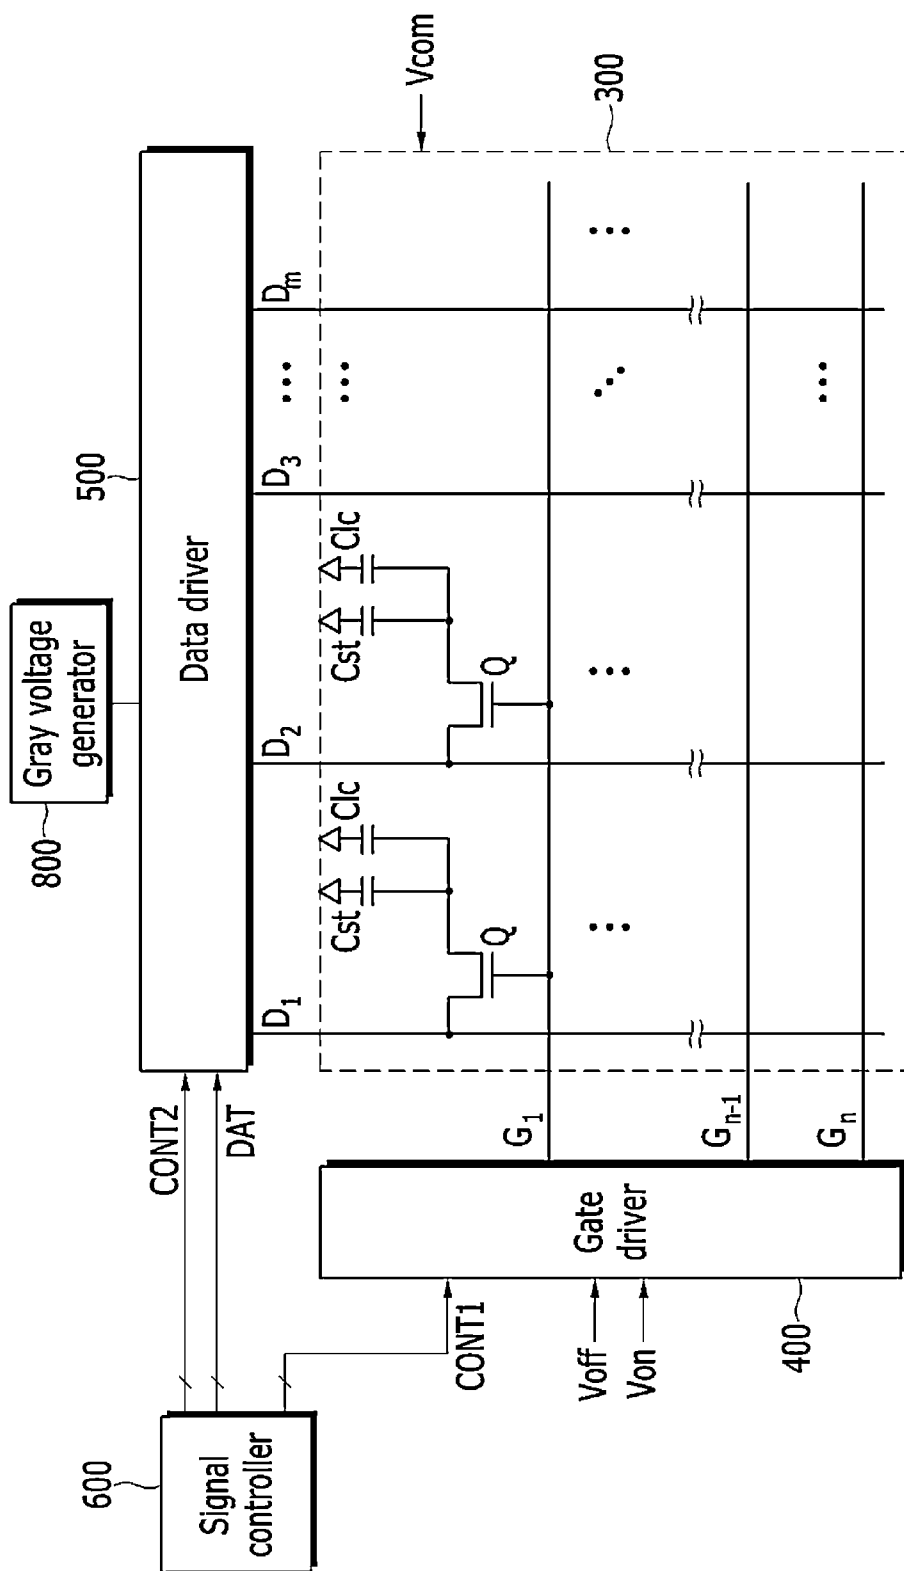 800
Gray voltage
generator
500
Data driver
600
Signal
controller
CONT2
DAT
CONT1
D1
D2
D3
Dm
Vcom
300
Cst
Clc
Q
Cst
Clc
Q
G1
Gn-1
Gn
Gate
driver
Voff
Von
400